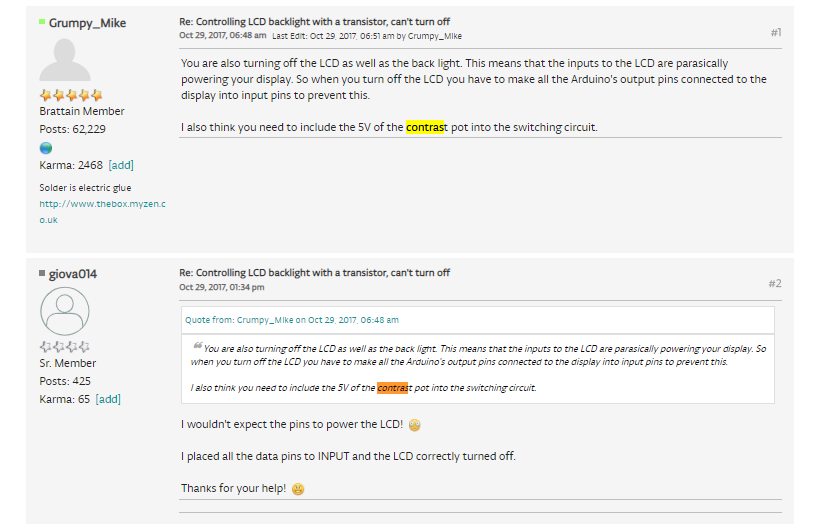 Grumpy_Mike
Brattain Member
Posts: 62,229
Karma: 2468 [add]
Solder is electric glue
http://www.thebox.myzen.c
o.uk
Re: Controlling LCD backlight with a transistor, can't turn off
Oct 29, 2017, 06:48 am Last Edit: Oct 29, 2017, 06:51 am by Grumpy_Mike
#1
You are also turning off the LCD as well as the back light. This means that the inputs to the LCD are parasically
powering your display. So when you turn off the LCD you have to make all the Arduino's output pins connected to the
display into input pins to prevent this.
I also think you need to include the 5V of the contrast pot into the switching circuit.
giova014
Sr. Member
Posts: 425
Karma: 65 [add]
Re: Controlling LCD backlight with a transistor, can't turn off
Oct 29, 2017, 01:34 pm
#2
Quote from: Grumpy_Mike on Oct 29, 2017, 06:48 am
You are also turning off the LCD as well as the back light. This means that the inputs to the LCD are parasically powering your display. So
when you turn off the LCD you have to make all the Arduino's output pins connected to the display into input pins to prevent this.
I also think you need to include the 5V of the contrast pot into the switching circuit.
I wouldn't expect the pins to power the LCD!
I placed all the data pins to INPUT and the LCD correctly turned off.
Thanks for your help!